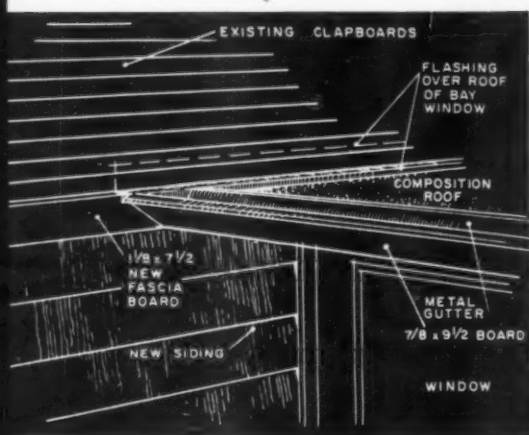 EXISTING CLAPBOARDS
FLASHING
OVER ROOF
OF BAY
WINDOW
COMPOSITION
ROOF
1 1/8 x 7 1/2
NEW
FASCIA
BOARD
METAL
GUTTER
7/8 x 9 1/2 BOARD
NEW SIDING
WINDOW